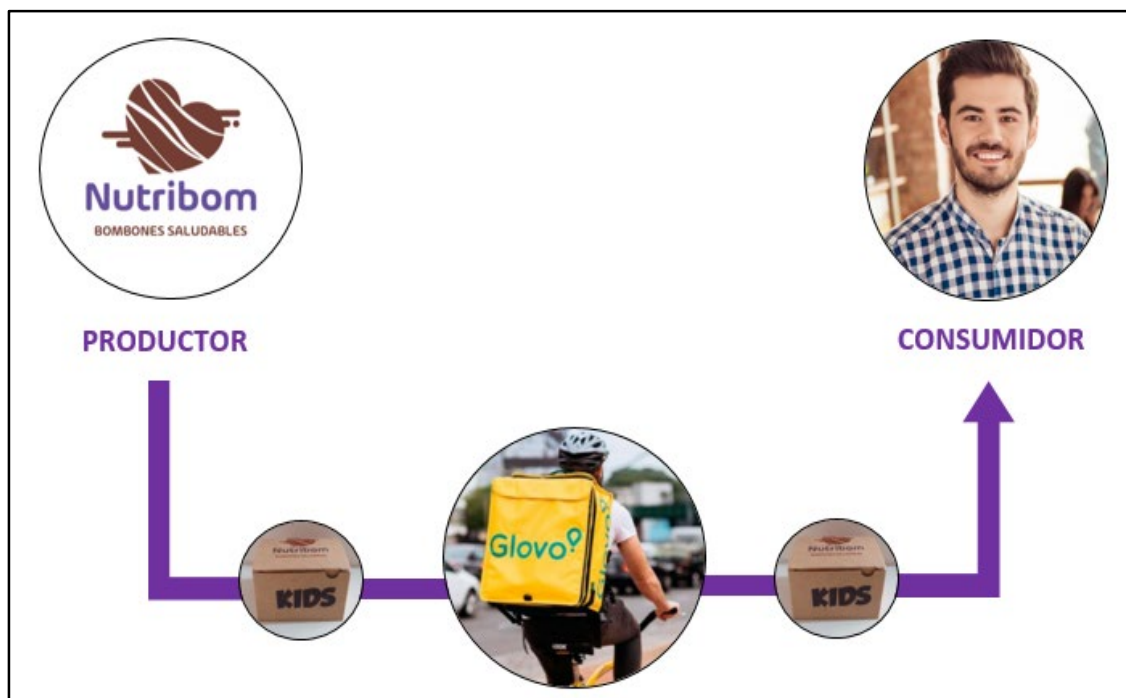 Nutribom
BOMBONES SALUDABLES
PRODUCTOR
CONSUMIDOR
Nutribom
KIDS
Glovo
Nutribom
KIDS